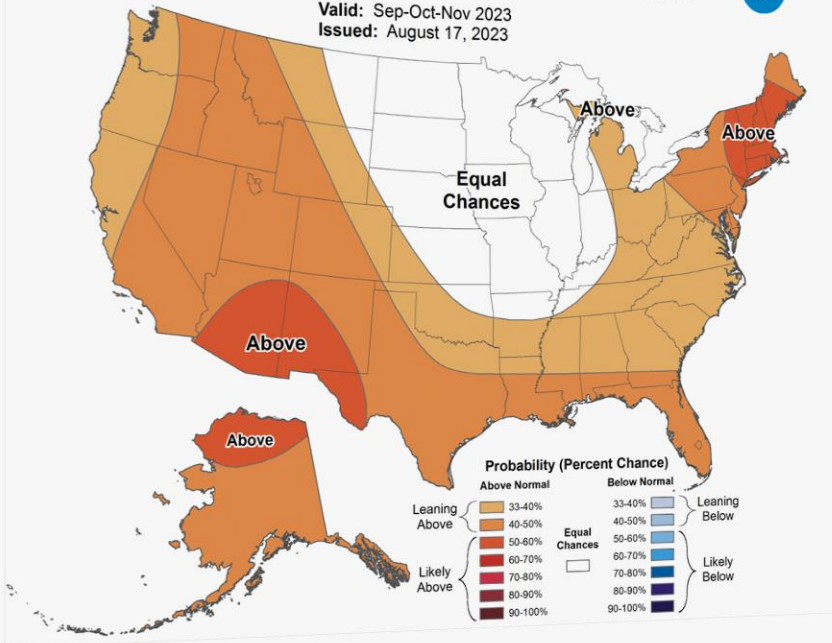 Valid: Sep-Oct-Nov 2023
Issued: August 17, 2023
Above
Above
Equal
Chances
Above
Above
Probability (Percent Chance)
Above Normal
Below Normal
Leaning
Above
33-40%
40-50%
50-60%
60-70%
70-80%
80-90%
90-100%
Likely
Above
Equal
Chances
33-40%
40-50%
50-60%
60-70%
70-80%
80-90%
90-100%
Leaning
Below
Likely
Below